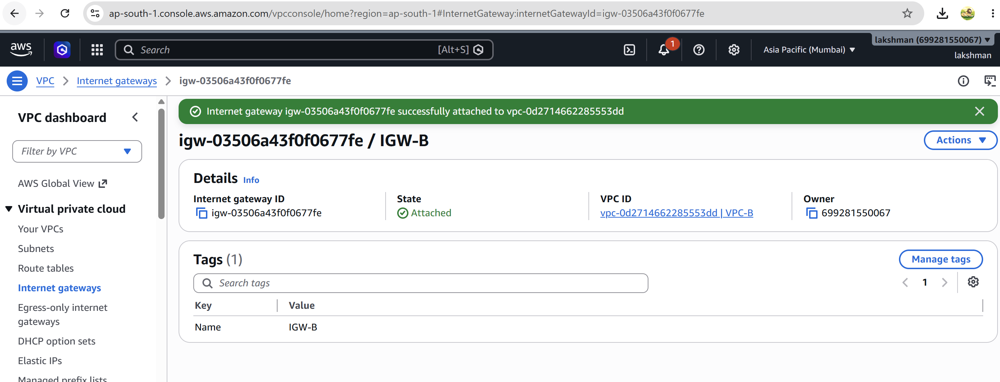 ap-south-1.console.aws.amazon.com/vpcconsole/home?region=ap-south-1#InternetGateway:internetGatewayId=igw-03506a43f0f0677fe
aws
Search [Alt+S]
1
Asia Pacific (Mumbai)
lakshman (699281550067)
lakshman
VPC
Internet gateways
igw-03506a43f0f0677fe
VPC dashboard
Filter by VPC
AWS Global View
Virtual private cloud
Your VPCs
Subnets
Route tables
Internet gateways
Egress-only internet
gateways
DHCP option sets
Elastic IPs
Managed prefix lists
Internet gateway igw-03506a43f0f0677fe successfully attached to vpc-0d2714662285553dd
igw-03506a43f0f0677fe / IGW-B
Actions
Details Info
Internet gateway ID
igw-03506a43f0f0677fe
State
Attached
VPC ID
vpc-0d2714662285553dd | VPC-B
Owner
699281550067
Tags (1)
Manage tags
Search tags
1
Key Value
Name IGW-B